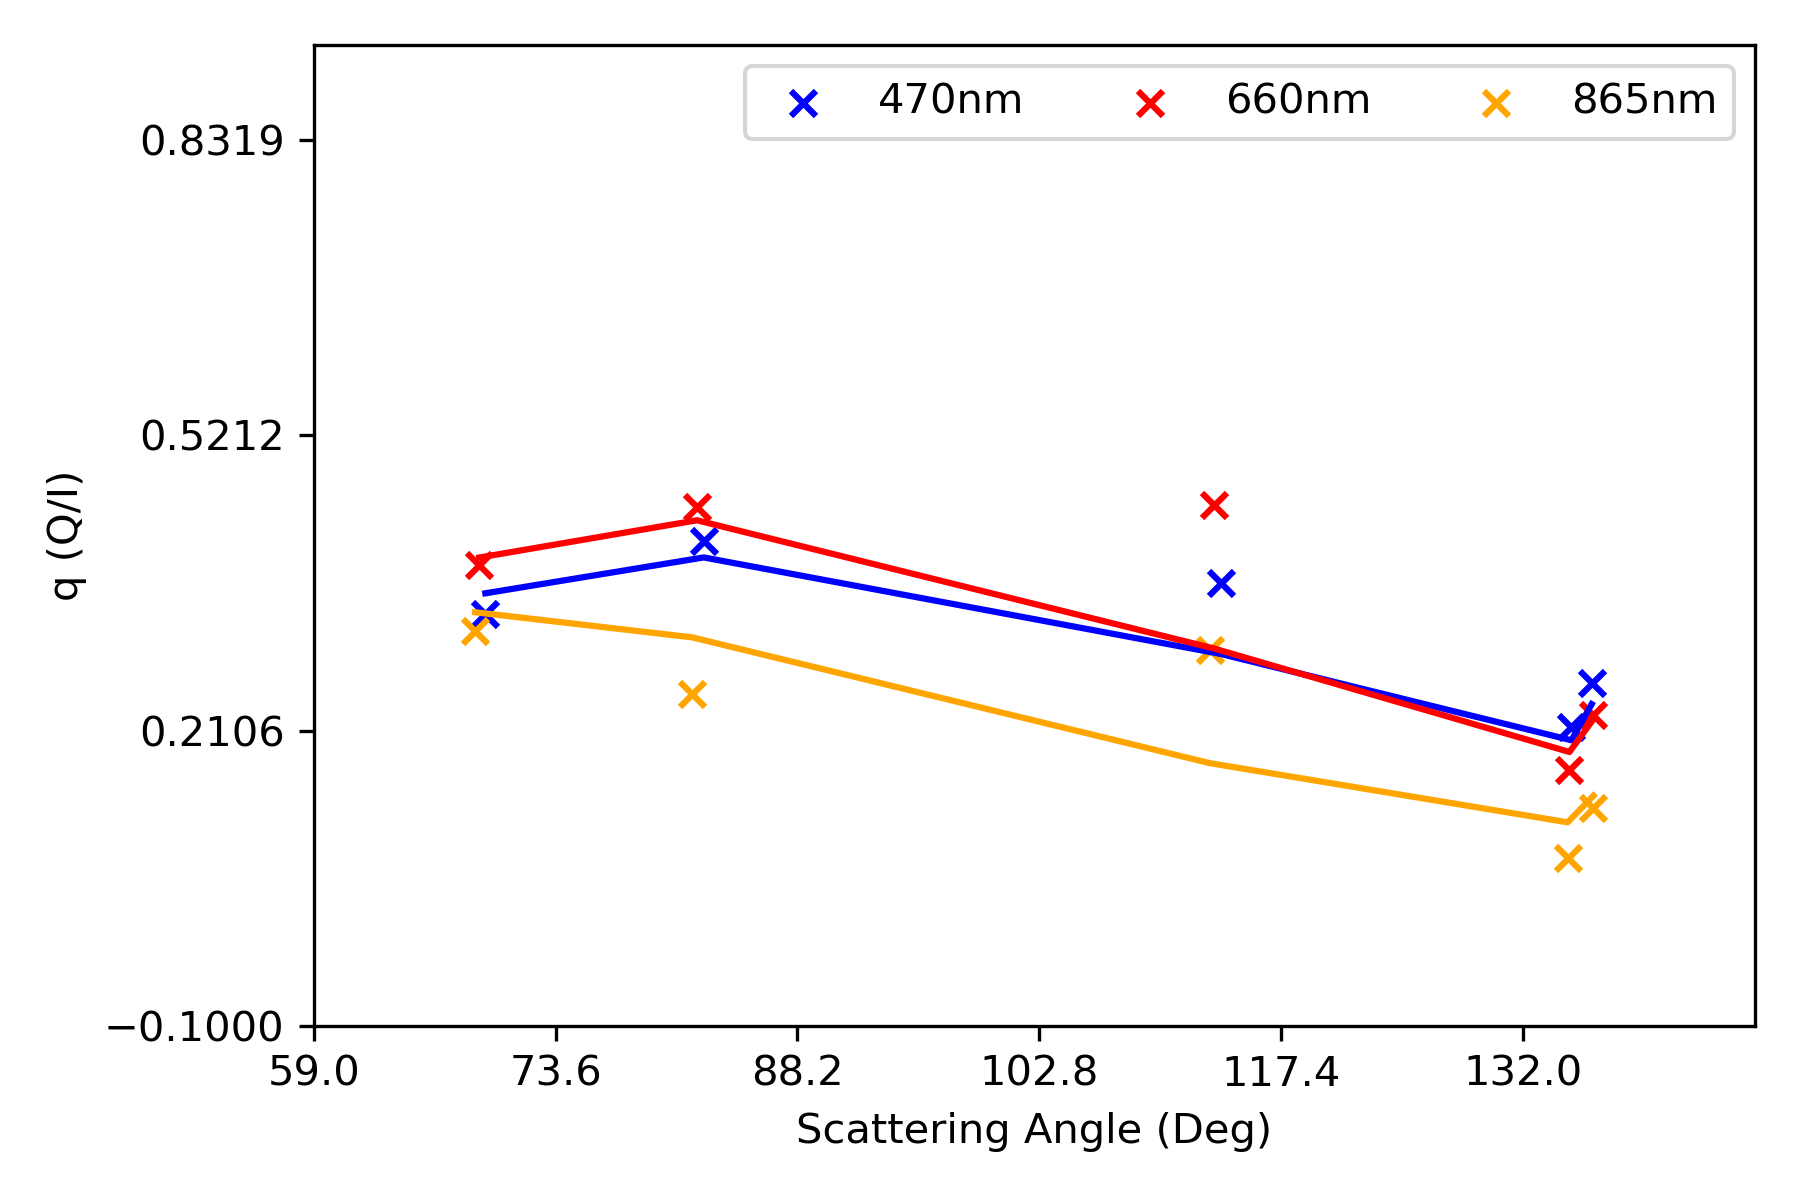 470nm 660nm 865nm
0.8319
0.5212
0.2106
−0.1000
q (Q/I)
59.0 73.6 88.2 102.8 117.4 132.0
Scattering Angle (Deg)